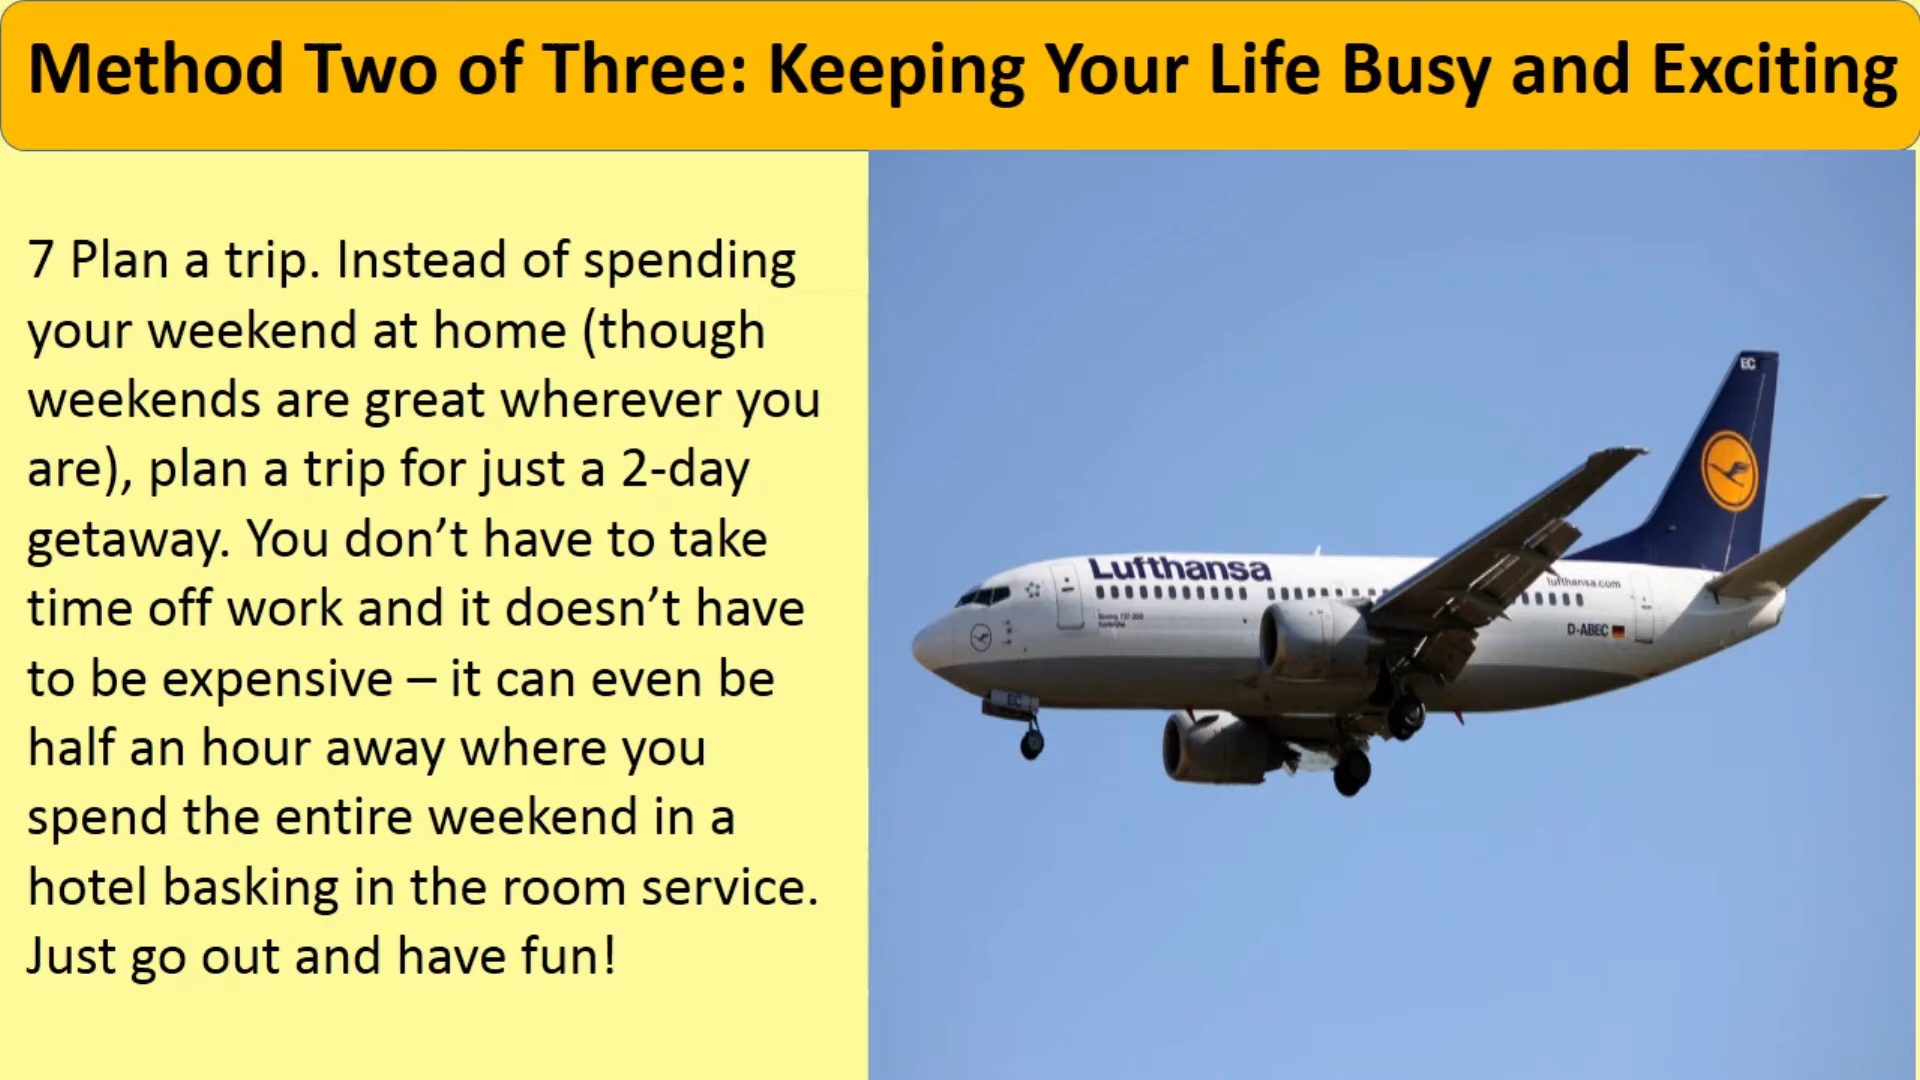 Method Two of Three: Keeping Your Life Busy and Exciting
7 Plan a trip. Instead of spending
your weekend at home (though
weekends are great wherever you
are), plan a trip for just a 2-day
getaway. You don’t have to take
time off work and it doesn’t have
to be expensive – it can even be
half an hour away where you
spend the entire weekend in a
hotel basking in the room service.
Just go out and have fun!
EC
Lufthansa
lufthansa.com
D-ABEC
EC